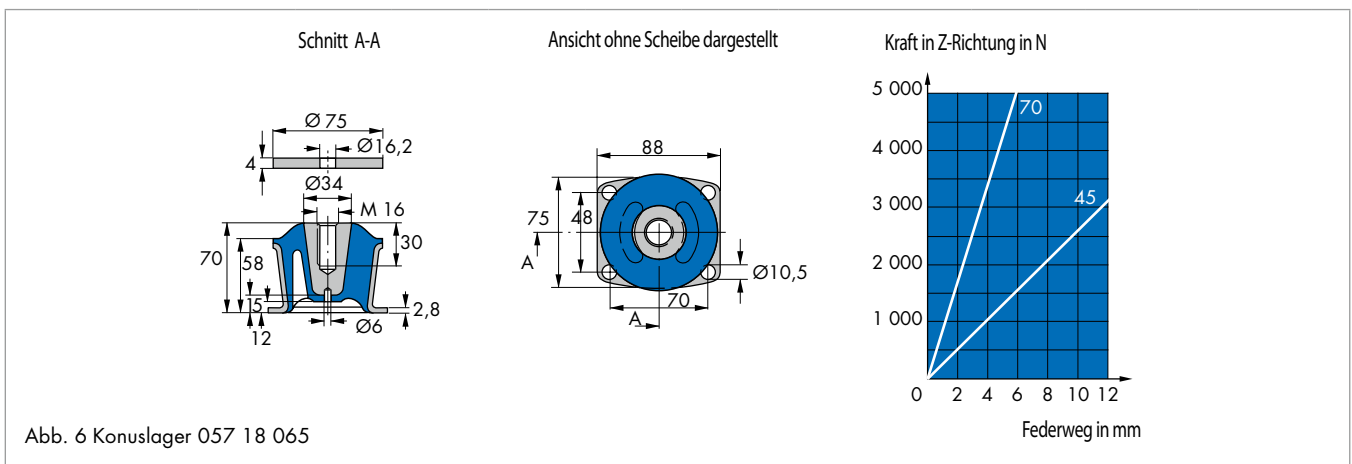 Schnitt A-A
Ansicht ohne Scheibe dargestellt
Kraft in Z-Richtung in N
Ø 75
Ø16,2
4
Ø34
M 16
30
70
58
15
12
2,8
Ø6
88
75
48
A
Ø10,5
70
A
5 000
4 000
3 000
2 000
1 000
70
45
0 2 4 6 8 10 12
Federweg in mm
Abb. 6 Konuslager 057 18 065